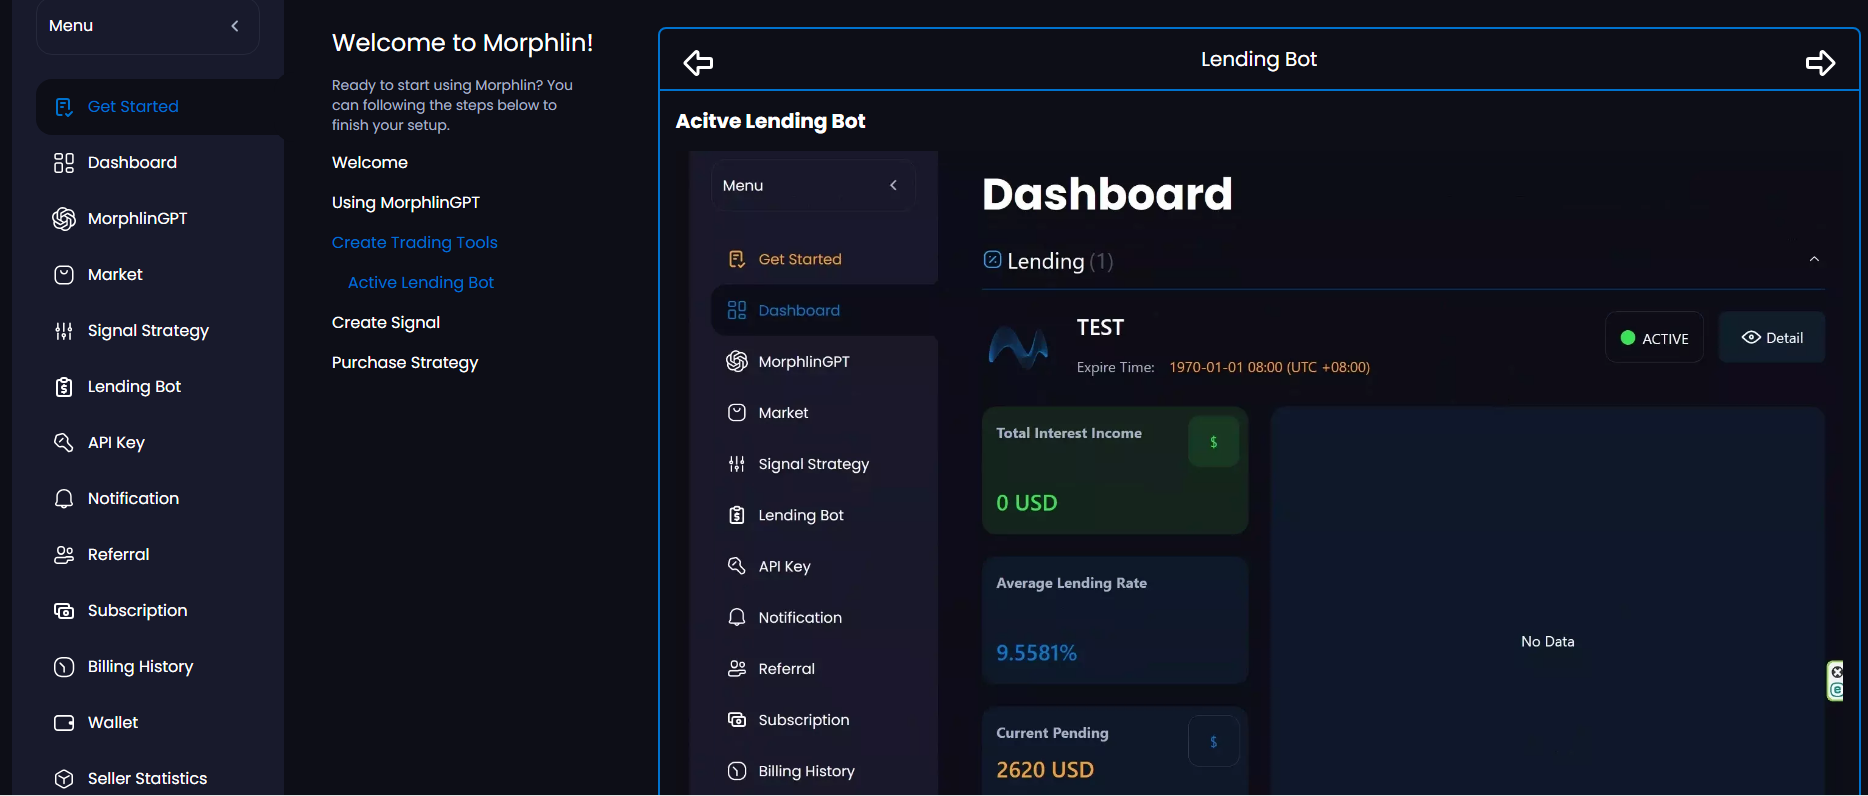 Menu
Get Started
Dashboard
MorphlinGPT
Market
Signal Strategy
Lending Bot
API Key
Notification
Referral
Subscription
Billing History
Wallet
Seller Statistics
Welcome to Morphlin!
Ready to start using Morphlin? You
can following the steps below to
finish your setup.
Welcome
Using MorphlinGPT
Create Trading Tools
Active Lending Bot
Create Signal
Purchase Strategy
Lending Bot
Acitve Lending Bot
Menu
Get Started
Dashboard
MorphlinGPT
Market
Signal Strategy
Lending Bot
API Key
Notification
Referral
Subscription
Billing History
Dashboard
Lending (1)
TEST
Expire Time: 1970-01-01 08:00 (UTC +08:00)
ACTIVE
Detail
Total Interest Income
$
0 USD
Average Lending Rate
9.5581%
Current Pending
$
2620 USD
No Data